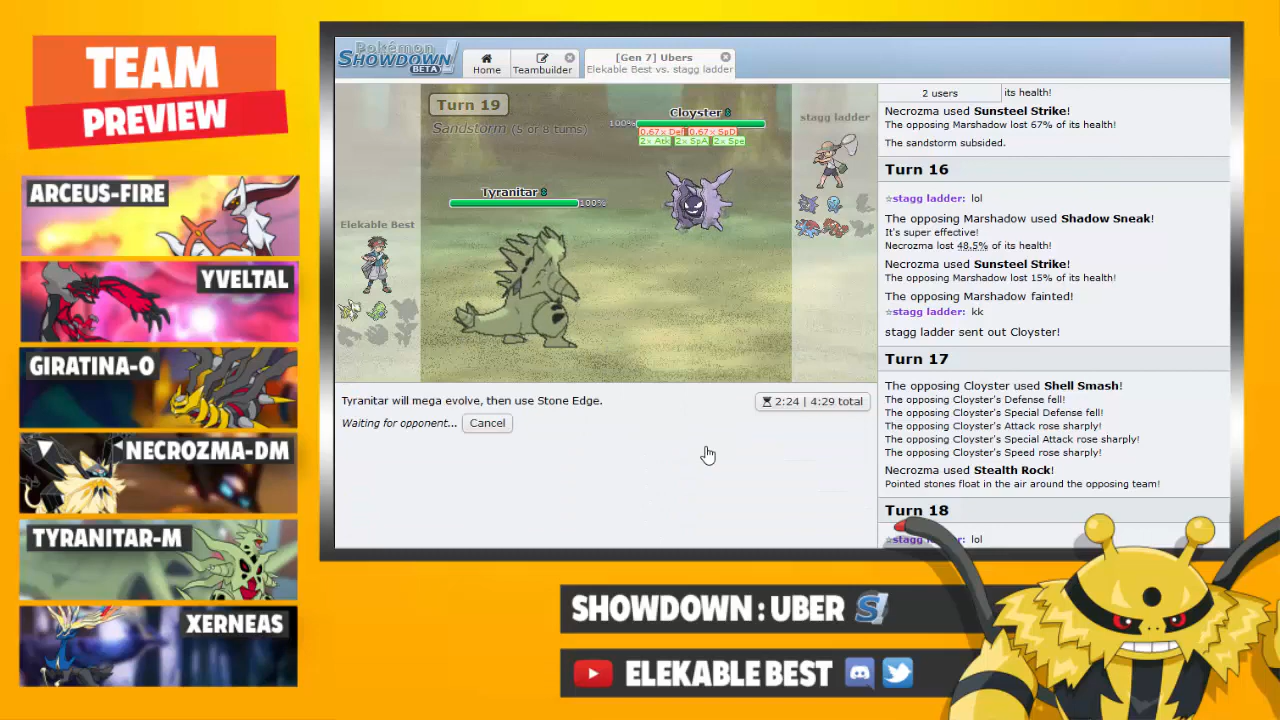 TEAM
PREVIEW
ARCEUS-FIRE
YVELTAL
GIRATINA-O
NECROZMA-DM
TYRANITAR-M
XERNEAS
Pokémon
SHOWDOWN
BETA
Home
Teambuilder
[Gen 7] Ubers
Elekable Best vs. stagg ladder
Turn 19
Sandstorm (5 or 8 turns)
Cloyster
100%
0.67× Def 0.67× SpD
2× Atk 2× SpA 2× Spe
stagg ladder
Tyranitar
100%
Elekable Best
Tyranitar will mega evolve, then use Stone Edge.
2:24 | 4:29 total
Waiting for opponent...
Cancel
2 users
its health!
Necrozma used Sunsteel Strike!
The opposing Marshadow lost 67% of its health!
The sandstorm subsided.
Turn 16
☆stagg ladder: lol
The opposing Marshadow used Shadow Sneak!
It's super effective!
Necrozma lost 48.5% of its health!
Necrozma used Sunsteel Strike!
The opposing Marshadow lost 15% of its health!
The opposing Marshadow fainted!
☆stagg ladder: kk
stagg ladder sent out Cloyster!
Turn 17
The opposing Cloyster used Shell Smash!
The opposing Cloyster's Defense fell!
The opposing Cloyster's Special Defense fell!
The opposing Cloyster's Attack rose sharply!
The opposing Cloyster's Special Attack rose sharply!
The opposing Cloyster's Speed rose sharply!
Necrozma used Stealth Rock!
Pointed stones float in the air around the opposing team!
Turn 18
☆stagg ladder: lol
SHOWDOWN : UBER S
ELEKABLE BEST